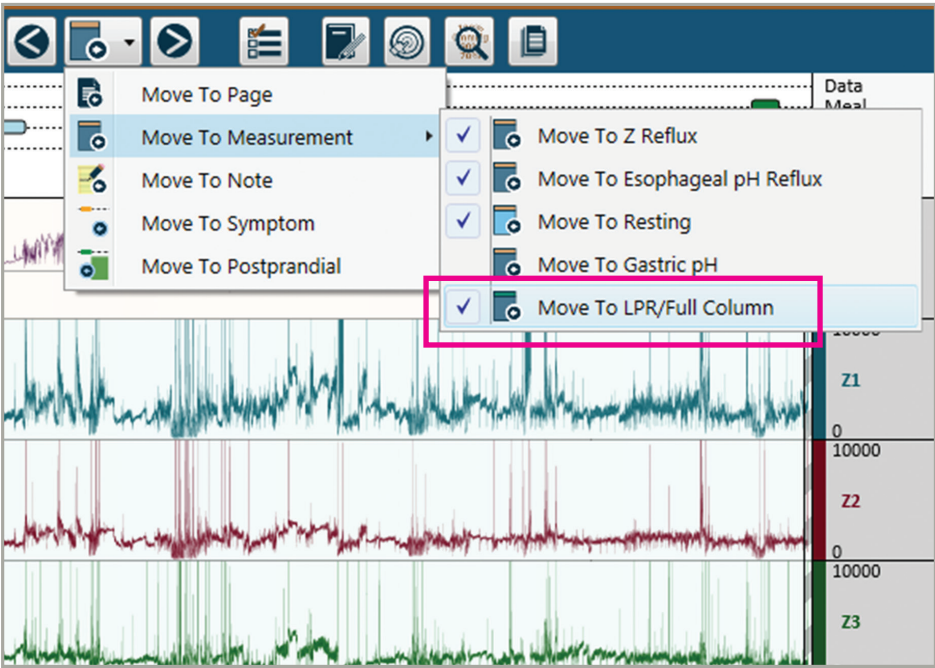 Data
Meal
Move To Page
Move To Measurement
Move To Note
Move To Symptom
Move To Postprandial
Move To Z Reflux
Move To Esophageal pH Reflux
Move To Resting
Move To Gastric pH
Move To LPR/Full Column
10000
Z1
0
10000
Z2
0
10000
Z3